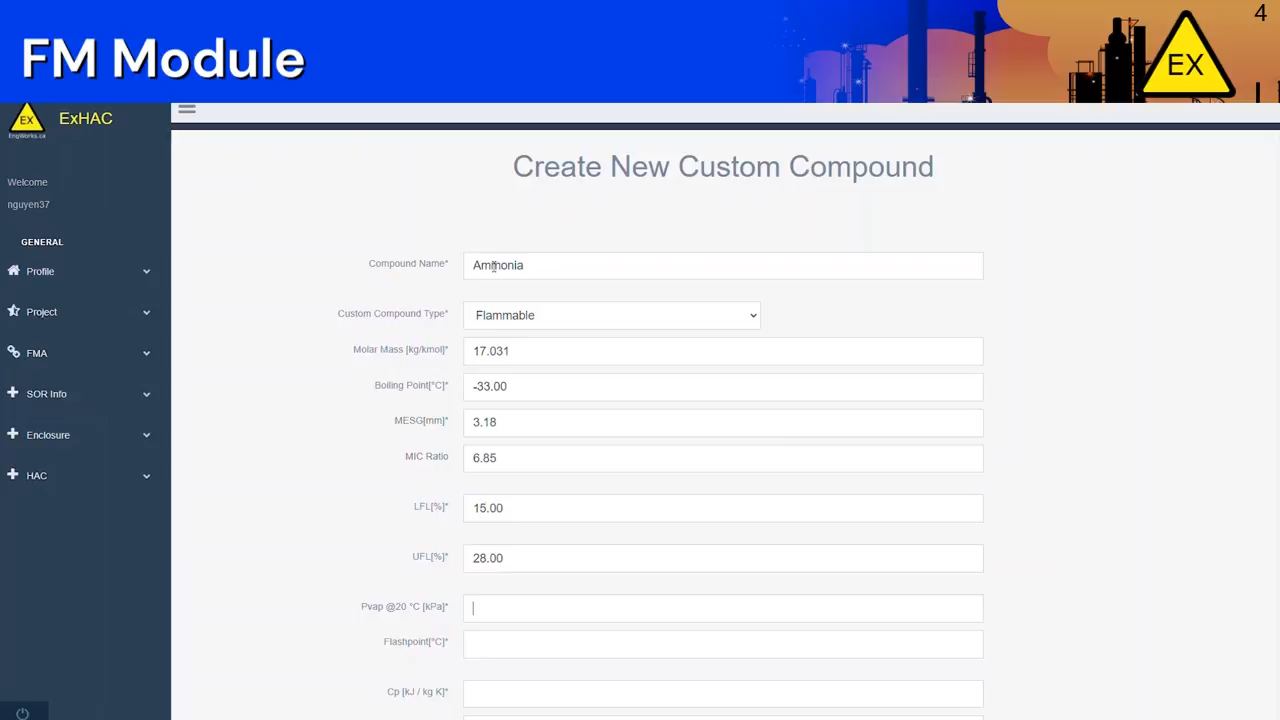 4
FM Module
EX
EX
EngWorks.ca
ExHAC
Welcome
nguyen37
GENERAL
Profile
Project
FMA
SOR Info
Enclosure
HAC
Create New Custom Compound
Compound Name* Ammonia
Custom Compound Type* Flammable
Molar Mass [kg/kmol]* 17.031
Boiling Point[°C]* -33.00
MESG[mm]* 3.18
MIC Ratio 6.85
LFL[%]* 15.00
UFL[%]* 28.00
Pvap @20 °C [kPa]*
Flashpoint[°C]*
Cp [kJ / kg K]*